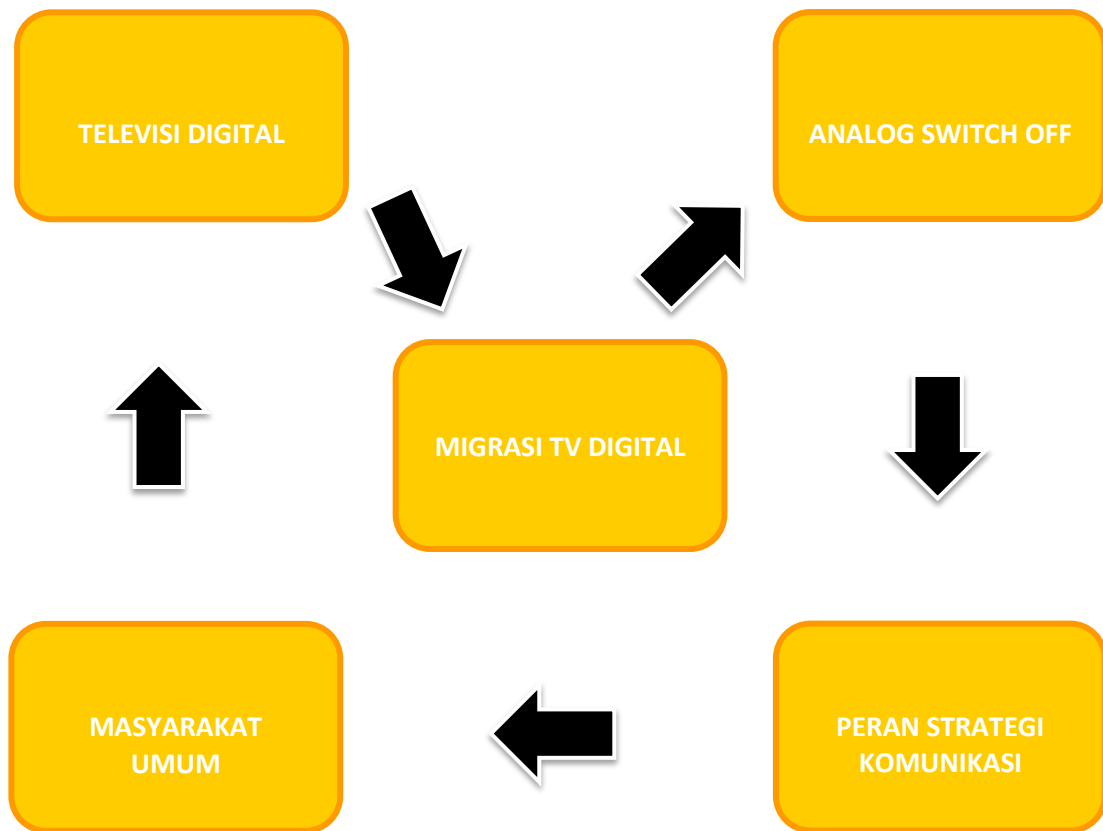 TELEVISI DIGITAL
ANALOG SWITCH OFF
MIGRASI TV DIGITAL
MASYARAKAT
UMUM
PERAN STRATEGI
KOMUNIKASI